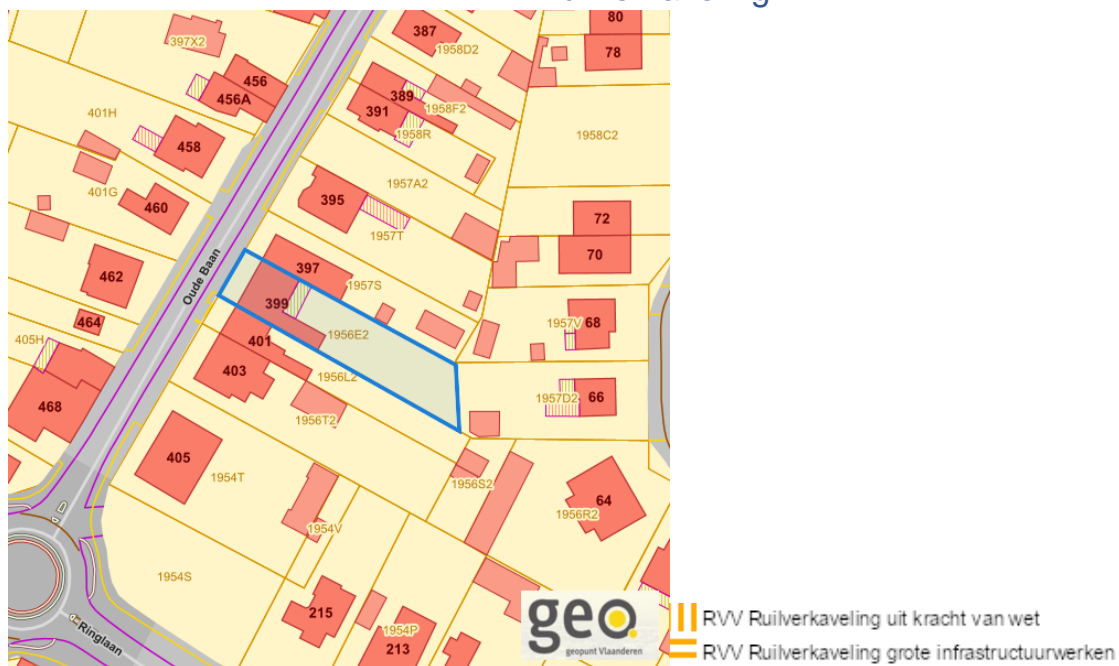 80
387
1958D2
78
397X2
456
456A
389
1958F2
391
1958R
401H
1958C2
458
1957A2
401G
395
460
72
1957T
70
Oude Baan
462
397
1957S
399
464
1956E2
1957V
68
405H
401
403
1956L2
468
1957D2
66
1956T2
405
1954T
1956S2
64
1956R2
1954V
1954S
215
1954P
213
Ringlaan
geo.
geopunt Vlaanderen
RVV Ruilverkaveling uit kracht van wet
RVV Ruilverkaveling grote infrastructuurwerken